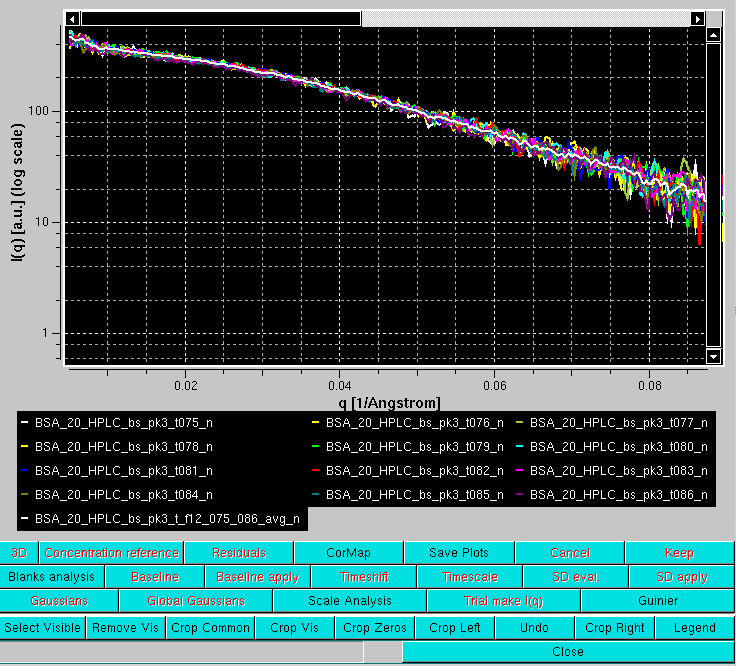 100
10
1
I(q) [a.u.] (log scale)
0.02 0.04 0.06 0.08
q [1/Angstrom]
BSA_20_HPLC_bs_pk3_t075_n BSA_20_HPLC_bs_pk3_t076_n BSA_20_HPLC_bs_pk3_t077_n
BSA_20_HPLC_bs_pk3_t078_n BSA_20_HPLC_bs_pk3_t079_n BSA_20_HPLC_bs_pk3_t080_n
BSA_20_HPLC_bs_pk3_t081_n BSA_20_HPLC_bs_pk3_t082_n BSA_20_HPLC_bs_pk3_t083_n
BSA_20_HPLC_bs_pk3_t084_n BSA_20_HPLC_bs_pk3_t085_n BSA_20_HPLC_bs_pk3_t086_n
BSA_20_HPLC_bs_pk3_t_f12_075_086_avg_n
3D Concentration reference Residuals CorMap Save Plots Cancel Keep
Blanks analysis Baseline Baseline apply Timeshift Timescale SD eval. SD apply
Gaussians Global Gaussians Scale Analysis Trial make I(q) Guinier
Select Visible Remove Vis Crop Common Crop Vis Crop Zeros Crop Left Undo Crop Right Legend
Close